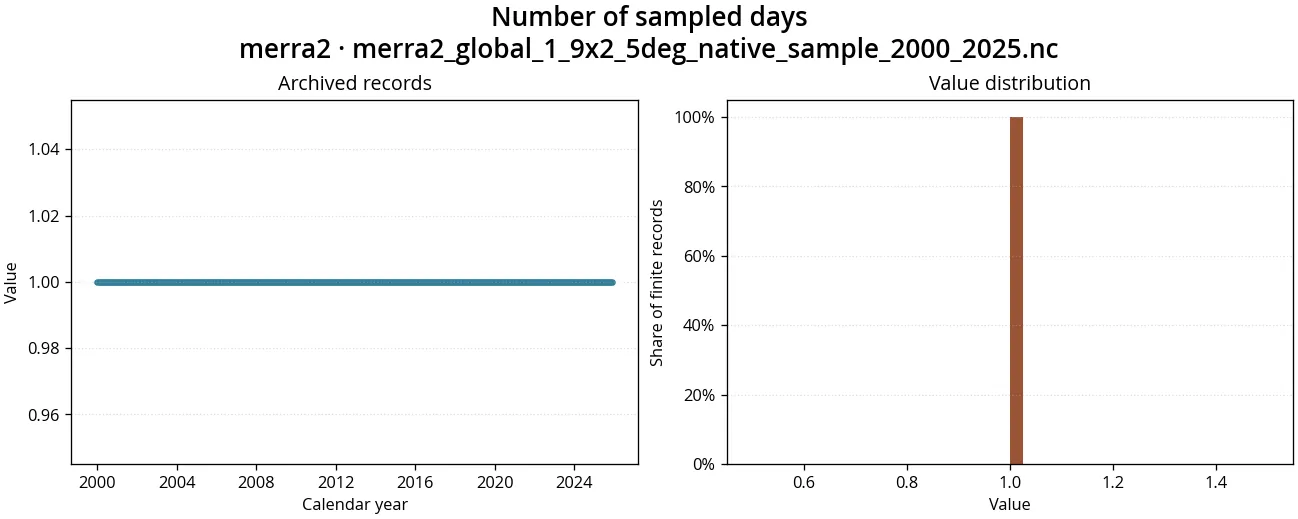 Number of sampled days
merra2 · merra2_global_1_9x2_5deg_native_sample_2000_2025.nc
Archived records
Value
1.04
1.02
1.00
0.98
0.96
2000 2004 2008 2012 2016 2020 2024
Calendar year
Value distribution
Share of finite records
100%
80%
60%
40%
20%
0%
0.6 0.8 1.0 1.2 1.4
Value